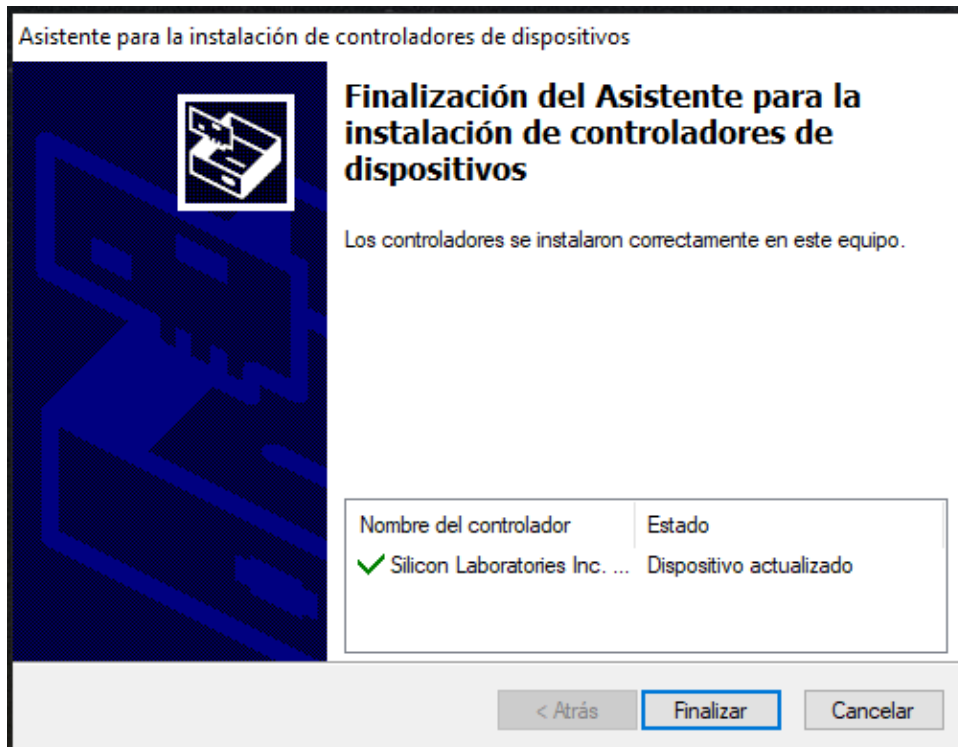 Asistente para la instalación de controladores de dispositivos
Finalización del Asistente para la
instalación de controladores de
dispositivos
Los controladores se instalaron correctamente en este equipo.
Nombre del controlador Estado
Silicon Laboratories Inc. ... Dispositivo actualizado
< Atrás Finalizar Cancelar